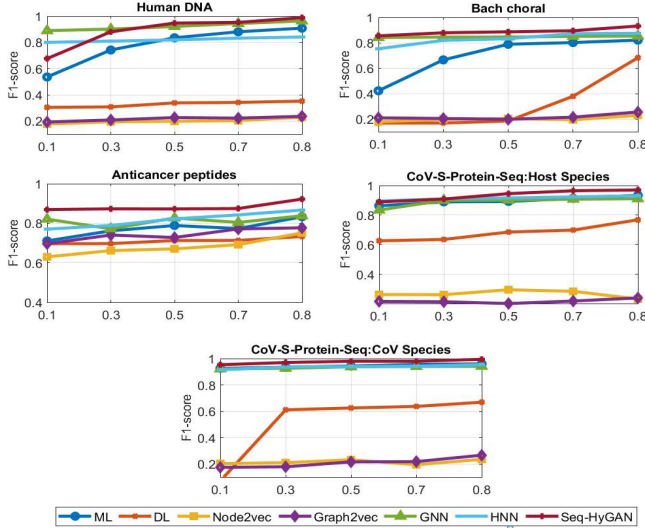 Human DNA
F1-score
1
0.8
0.6
0.4
0.2
0.1 0.3 0.5 0.7 0.8
Bach choral
F1-score
1
0.8
0.6
0.4
0.2
0.1 0.3 0.5 0.7 0.8
Anticancer peptides
F1-score
1
0.8
0.6
0.4
0.1 0.3 0.5 0.7 0.8
CoV-S-Protein-Seq:Host Species
F1-score
1
0.8
0.6
0.4
0.1 0.3 0.5 0.7 0.8
CoV-S-Protein-Seq:CoV Species
F1-score
1
0.8
0.6
0.4
0.2
0.1 0.3 0.5 0.7 0.8
ML DL Node2vec Graph2vec GNN HNN Seq-HyGAN